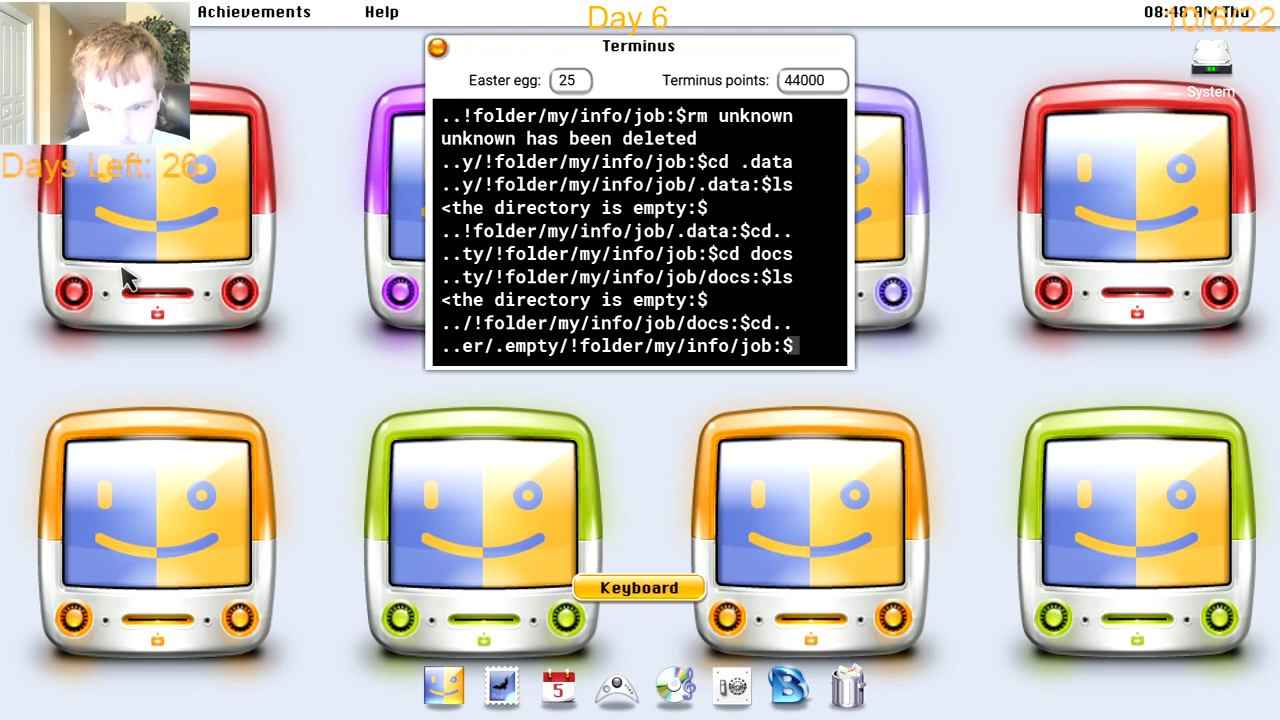 Achievements Help Day 6 08:48 AM Thu
10/6/22
Terminus
Easter egg: 25 Terminus points: 44000
System
..!folder/my/info/job:$rm unknown
unknown has been deleted
..y/!folder/my/info/job:$cd .data
..y/!folder/my/info/job/.data:$ls
<the directory is empty:$
..!folder/my/info/job/.data:$cd..
..ty/!folder/my/info/job:$cd docs
..ty/!folder/my/info/job/docs:$ls
<the directory is empty:$
../!folder/my/info/job/docs:$cd..
..er/.empty/!folder/my/info/job:$
Days Left: 26
Keyboard
5
B